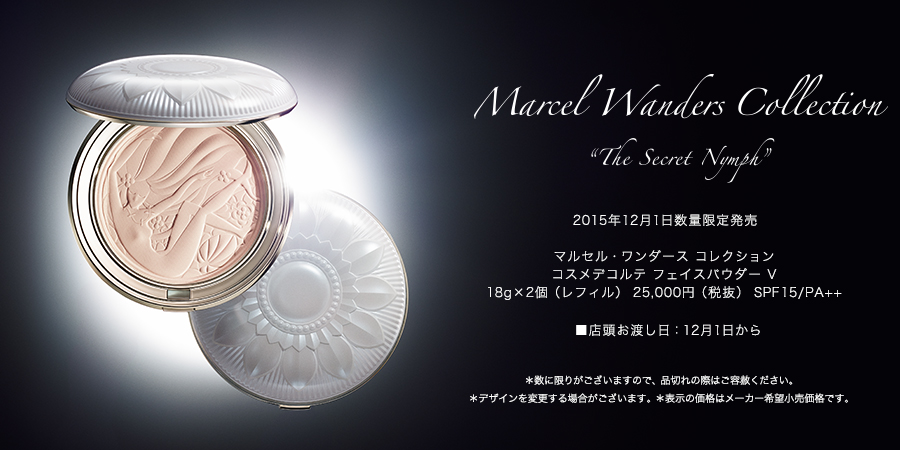 Marcel Wanders Collection
“The Secret Nymph”
2015年12月1日数量限定発売
マルセル・ワンダース コレクション
コスメデコルテ フェイスパウダー Ⅴ
18g×2個（レフィル） 25,000円（税抜） SPF15/PA++
■店頭お渡し日：12月1日から
＊数に限りがございますので、品切れの際はご容赦ください。
＊デザインを変更する場合がございます。＊表示の価格はメーカー希望小売価格です。